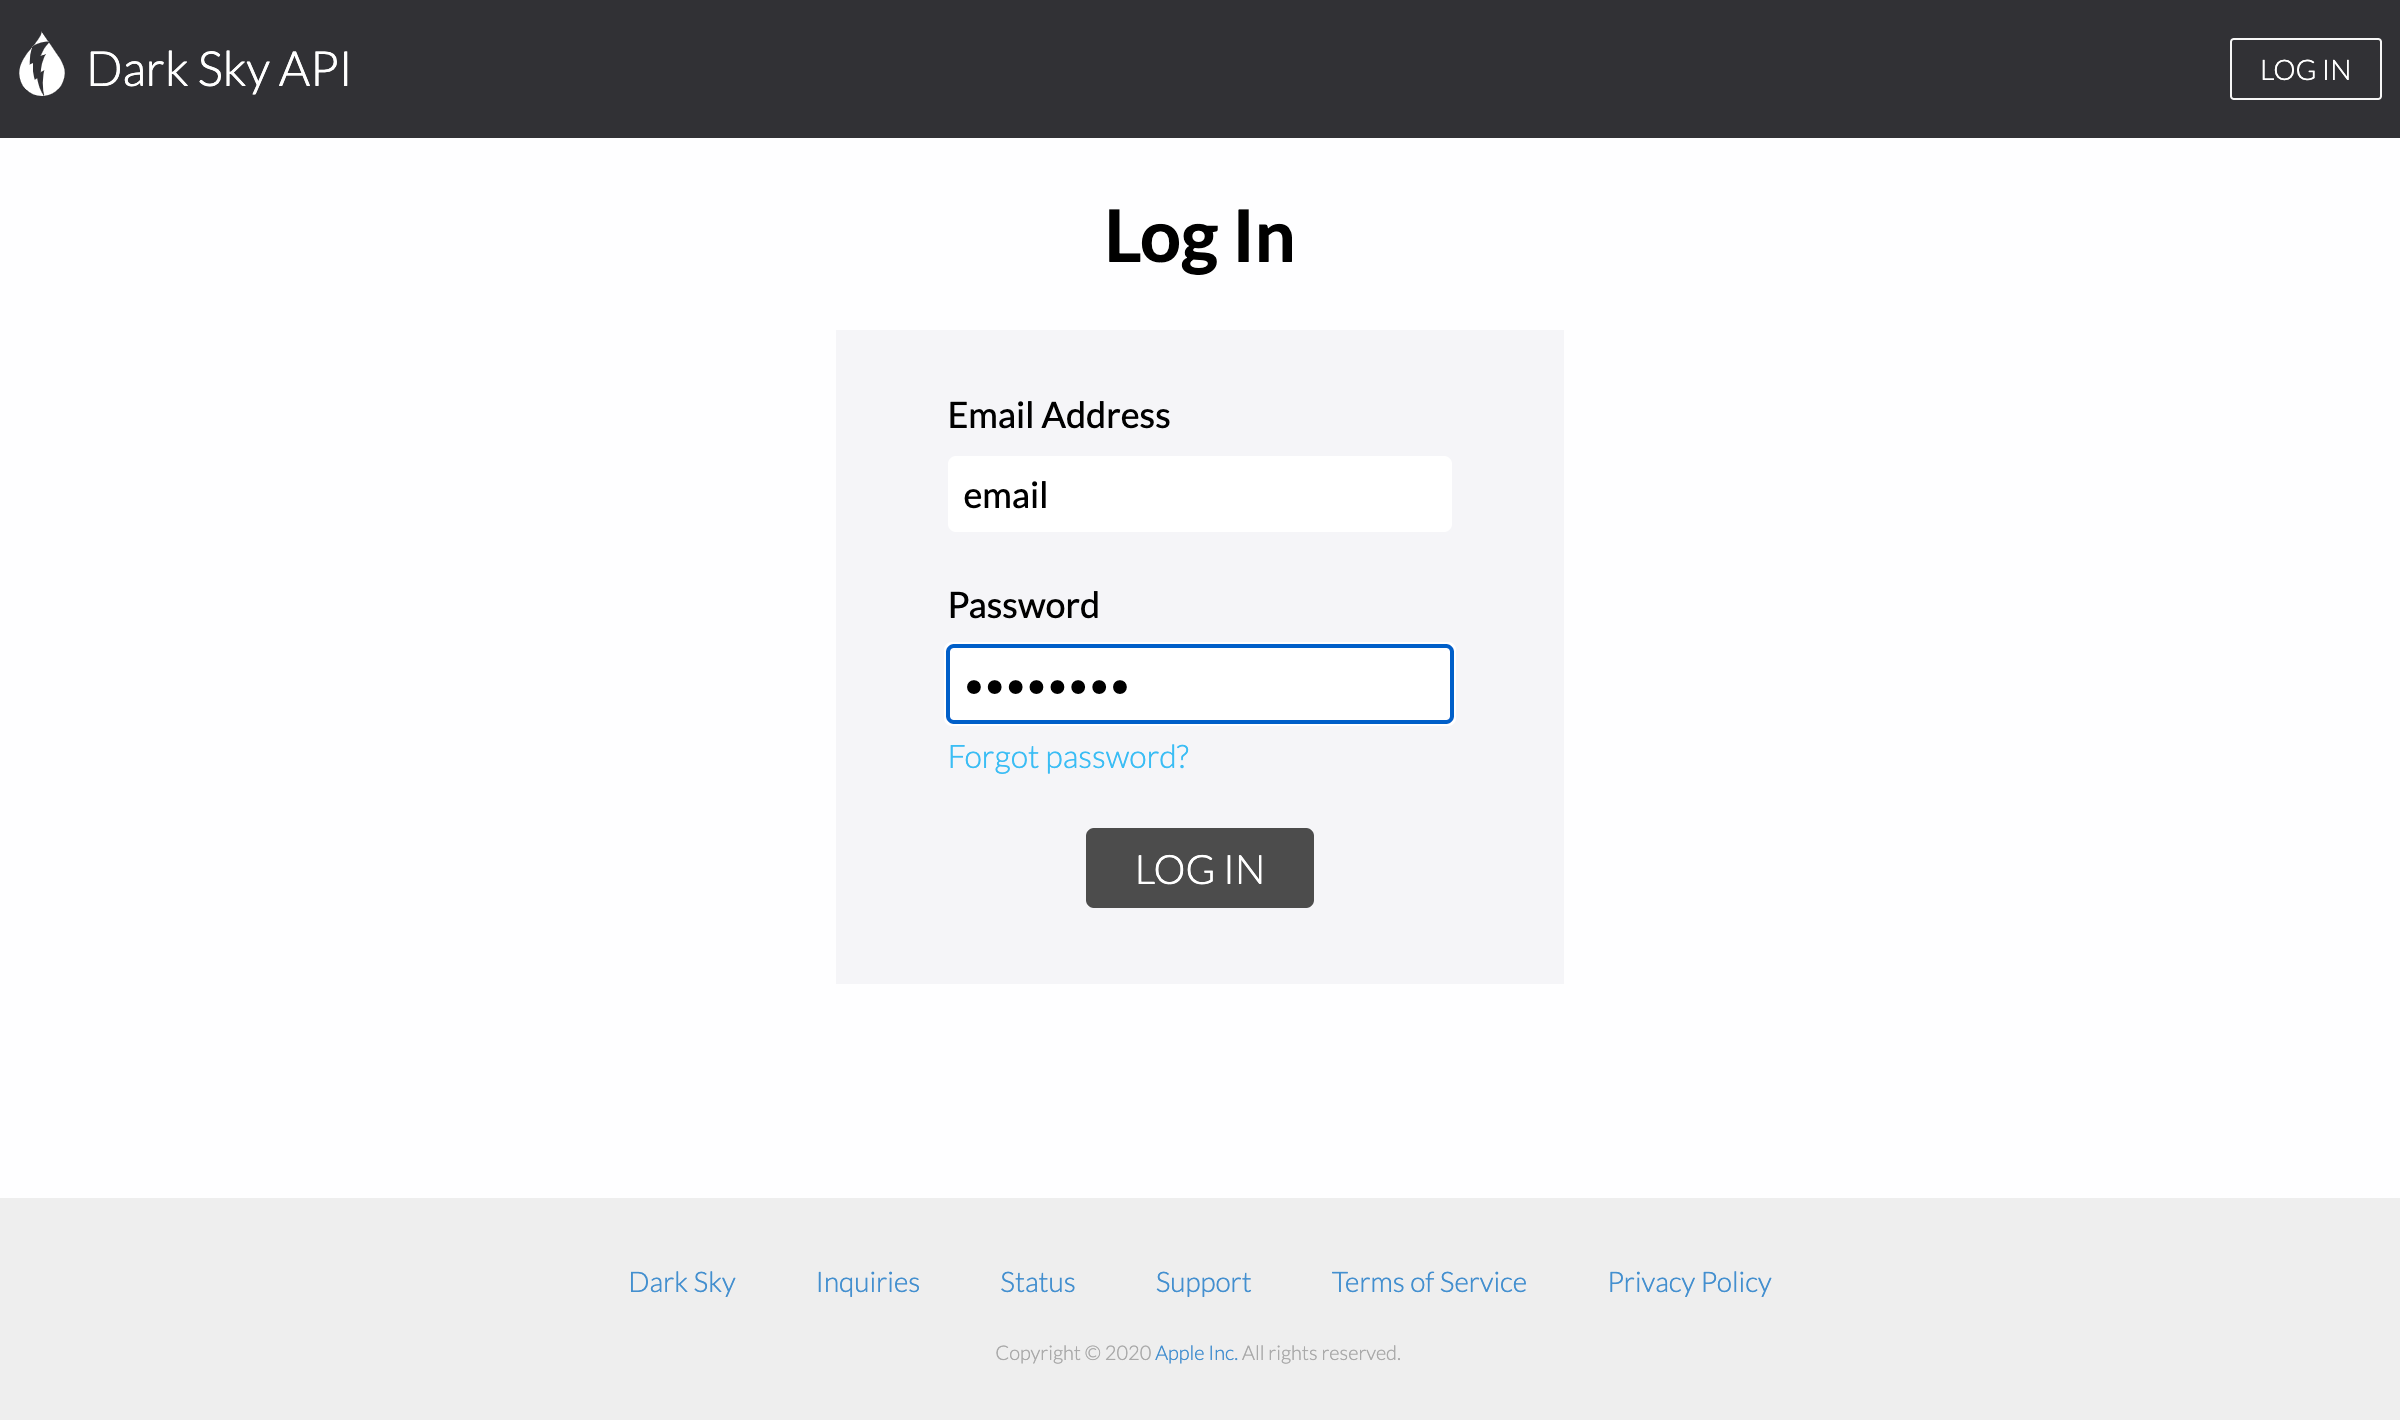 Dark Sky API
LOG IN
Log In
Email Address
email
Password
••••••••
Forgot password?
LOG IN
Dark Sky Inquiries Status Support Terms of Service Privacy Policy
Copyright © 2020 Apple Inc. All rights reserved.